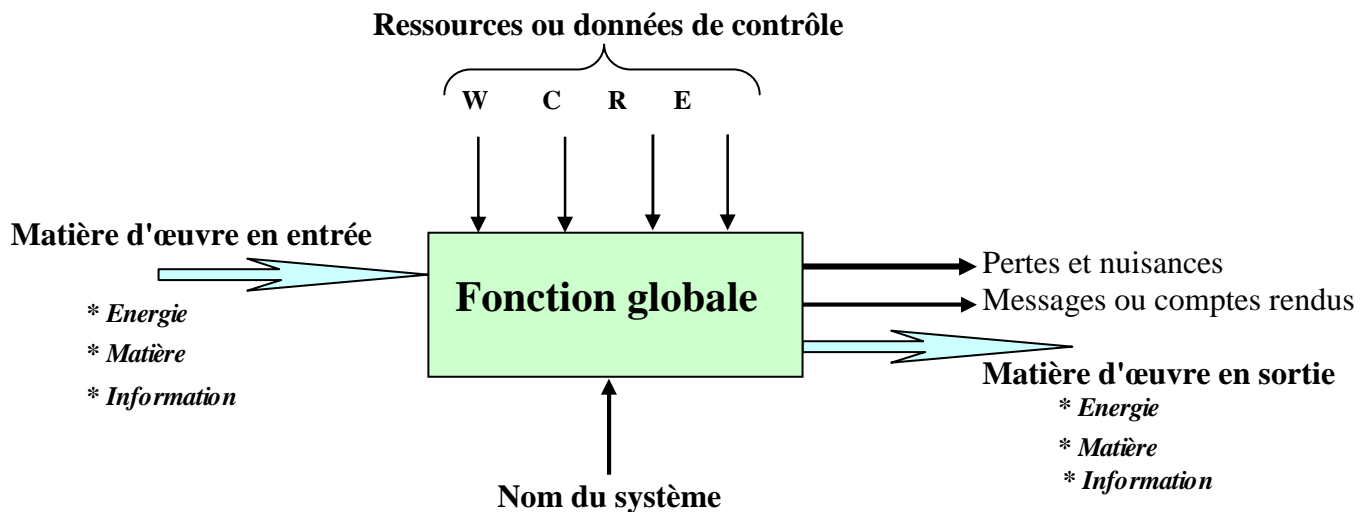 Ressources ou données de contrôle
W C R E
Matière d'œuvre en entrée
* Energie
* Matière
* Information
Fonction globale
Pertes et nuisances
Messages ou comptes rendus
Matière d'œuvre en sortie
* Energie
* Matière
* Information
Nom du système